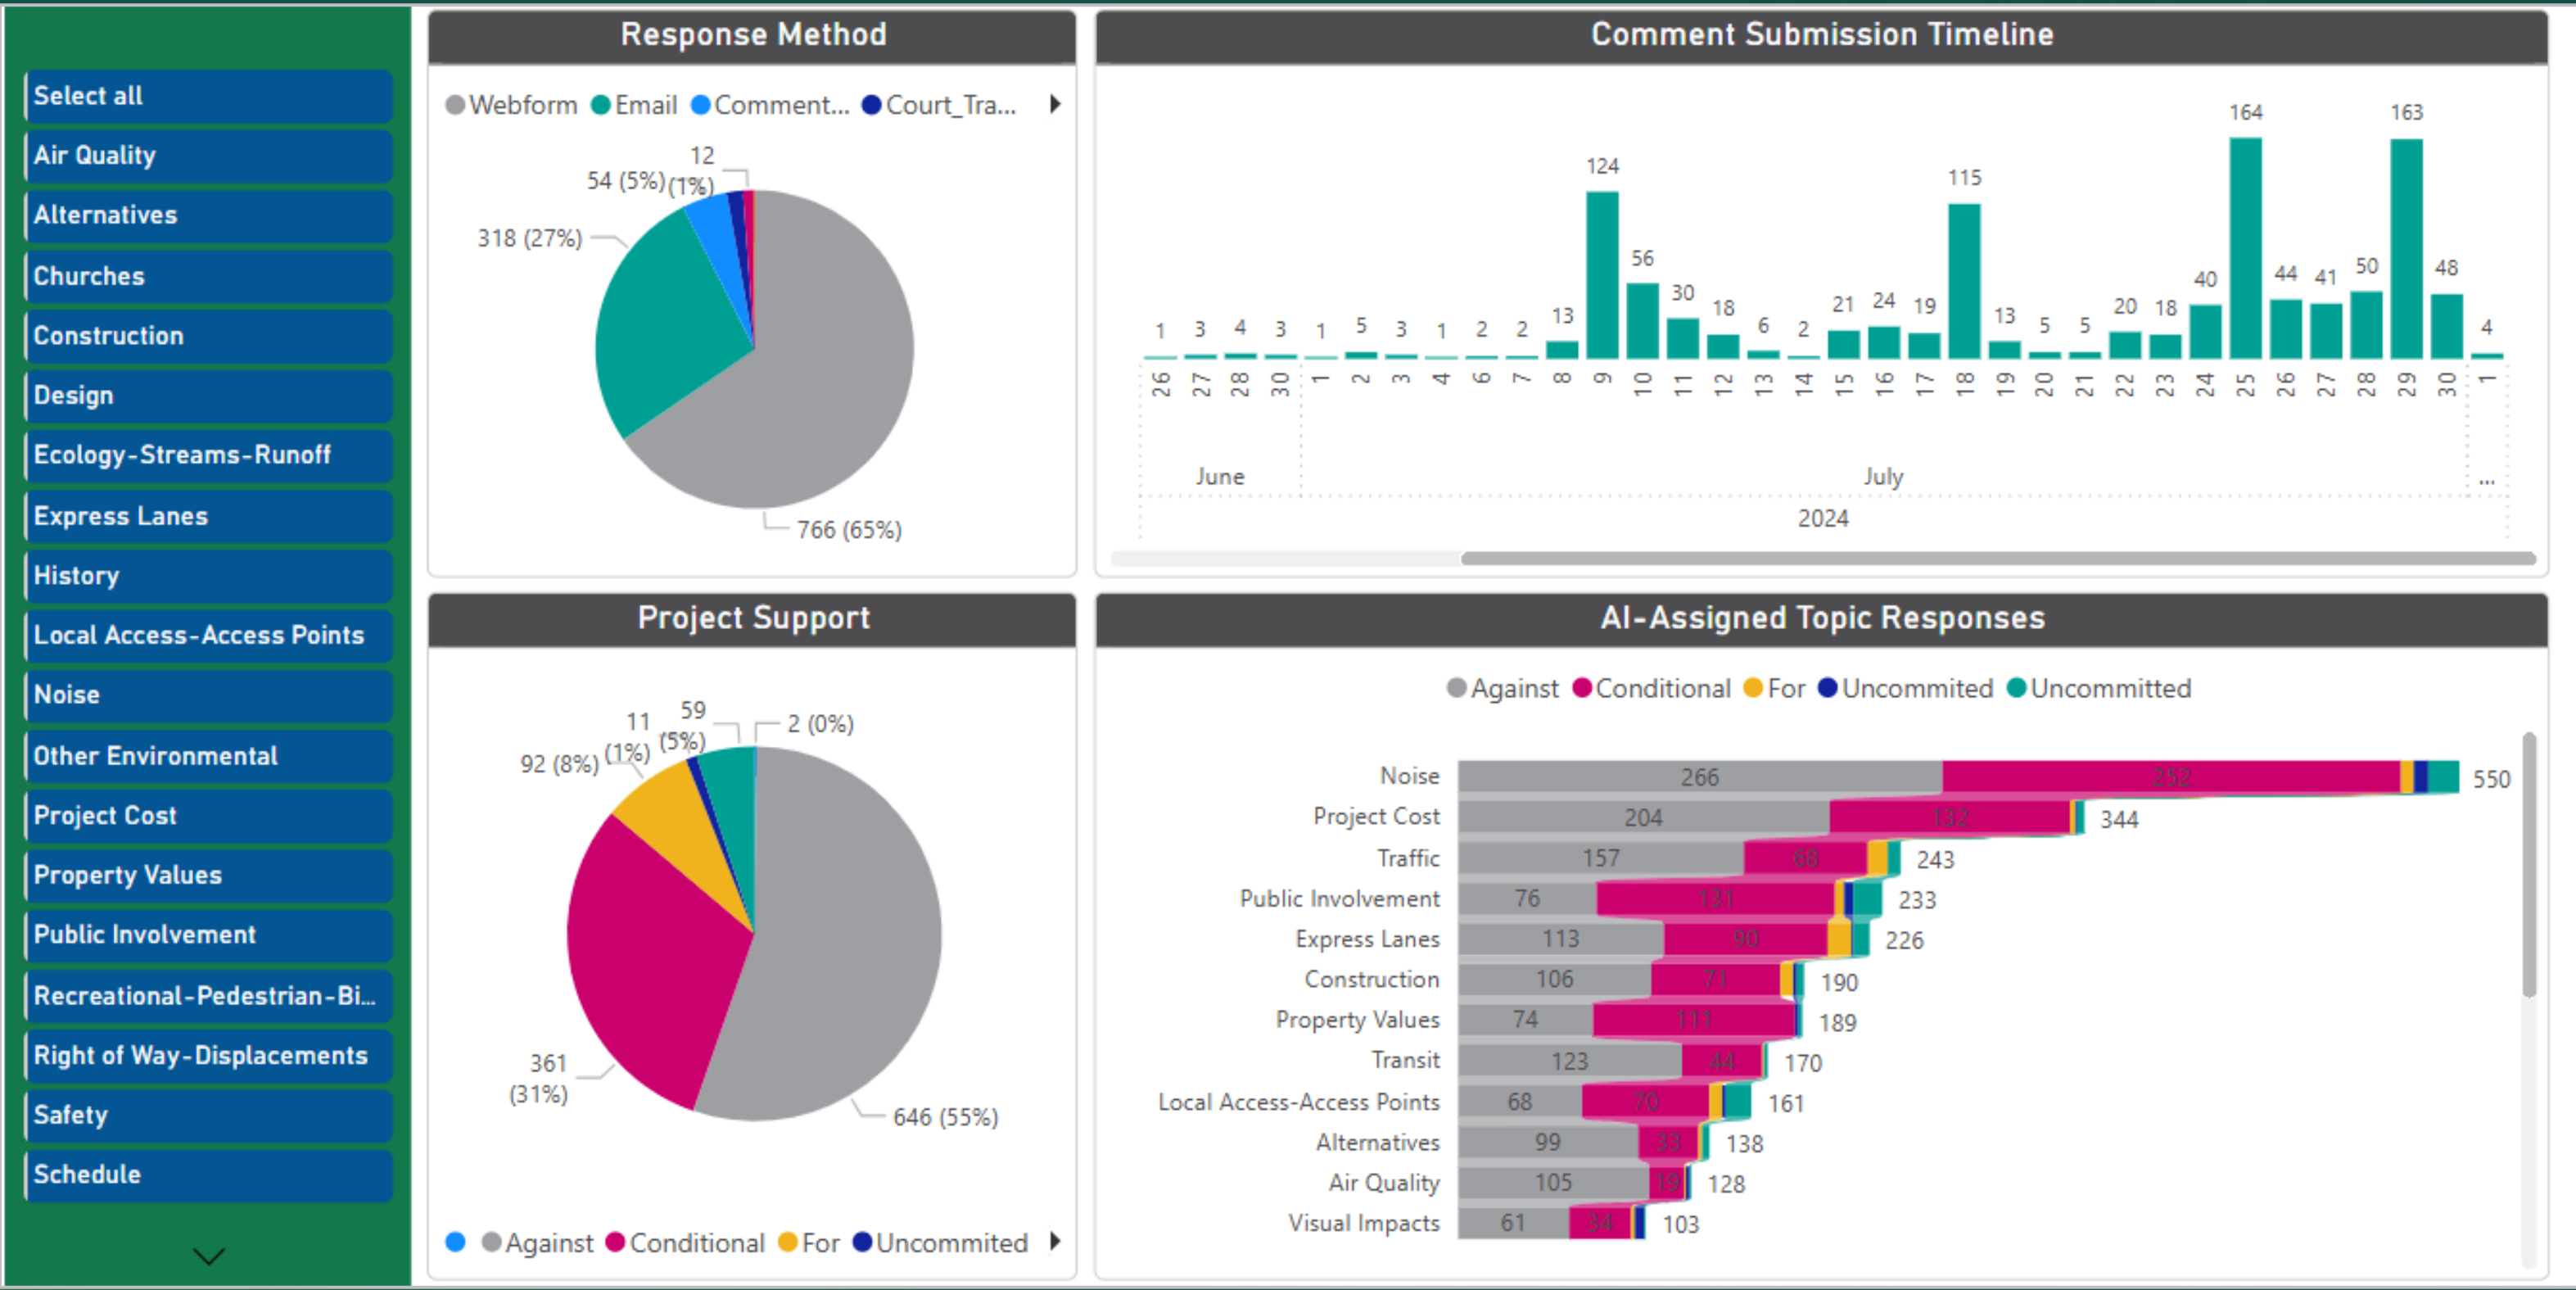 Select all
Air Quality
Alternatives
Churches
Construction
Design
Ecology-Streams-Runoff
Express Lanes
History
Local Access-Access Points
Noise
Other Environmental
Project Cost
Property Values
Public Involvement
Recreational-Pedestrian-Bi...
Right of Way-Displacements
Safety
Schedule
Response Method
Webform Email Comment... Court_Tra...
12
54 (5%) (1%)
318 (27%)
766 (65%)
Comment Submission Timeline
1 3 4 3 1 5 3 1 2 2 13 124 56 30 18 6 2 21 24 19 115 13 5 5 20 18 40 164 44 41 50 163 48 4
26 27 28 30 1 2 3 4 6 7 8 9 10 11 12 13 14 15 16 17 18 19 20 21 22 23 24 25 26 27 28 29 30 1
June July ...
2024
Project Support
59 2 (0%)
11 (5%)
92 (8%) (1%)
361
(31%)
646 (55%)
Against Conditional For Uncommited
AI-Assigned Topic Responses
Against Conditional For Uncommited Uncommitted
Noise 266 252 550
Project Cost 204 132 344
Traffic 157 68 243
Public Involvement 76 131 233
Express Lanes 113 90 226
Construction 106 71 190
Property Values 74 111 189
Transit 123 44 170
Local Access-Access Points 68 70 161
Alternatives 99 33 138
Air Quality 105 19 128
Visual Impacts 61 34 103